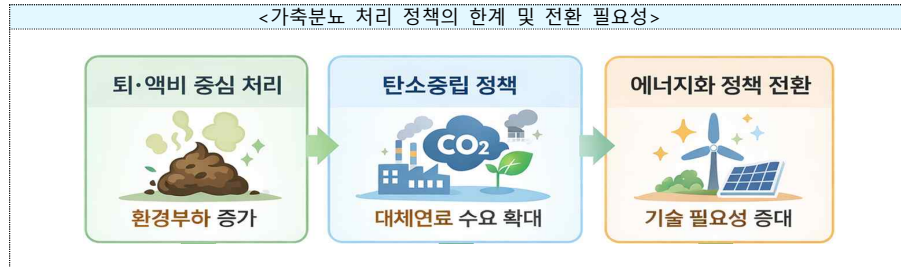 <가축분뇨 처리 정책의 한계 및 전환 필요성>
퇴·액비 중심 처리
환경부하 증가
탄소중립 정책
CO₂
대체연료 수요 확대
에너지화 정책 전환
기술 필요성 증대